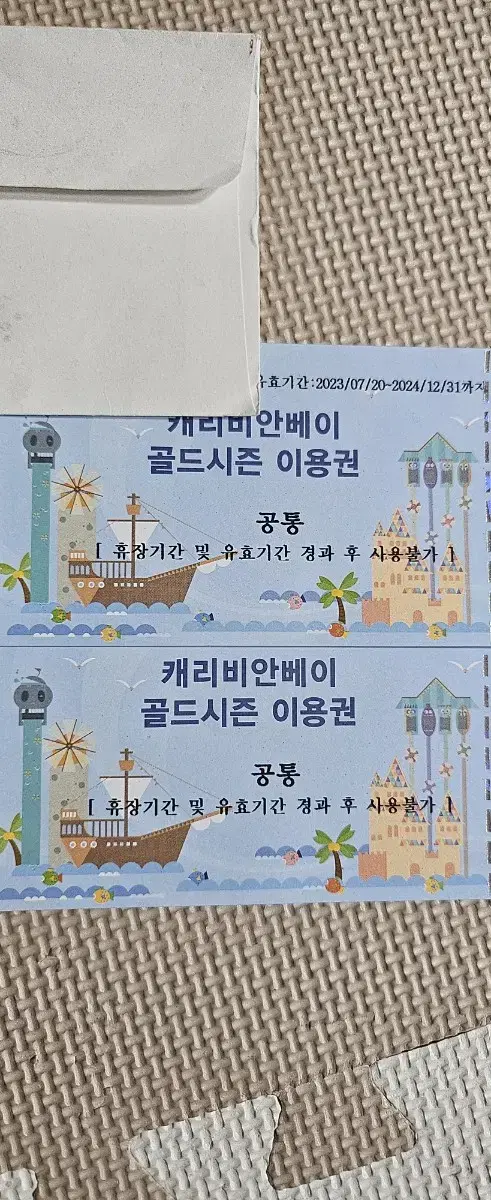 유효기간:2023/07/20~2024/12/31까지
캐리비안베이
골드시즌 이용권
공통
[ 휴장기간 및 유효기간 경과 후 사용불가 ]
캐리비안베이
골드시즌 이용권
공통
[ 휴장기간 및 유효기간 경과 후 사용불가 ]